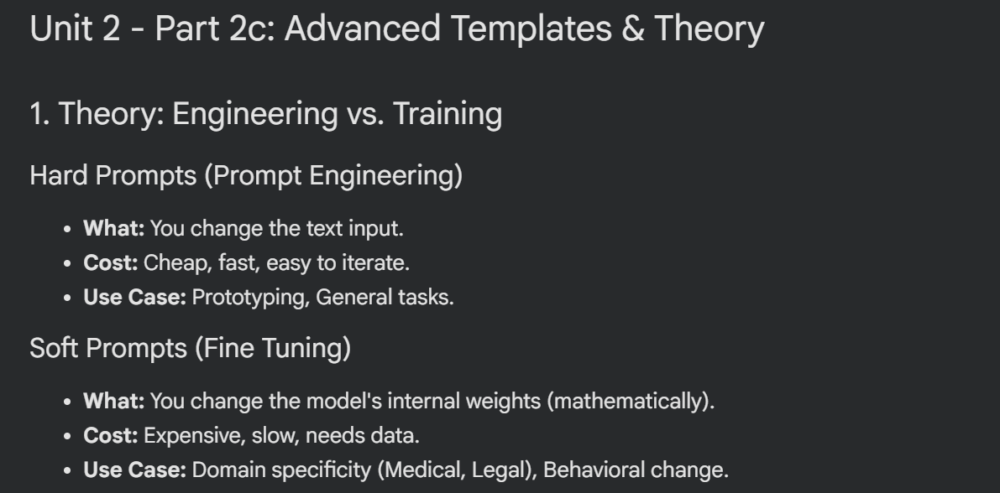 Unit 2 - Part 2c: Advanced Templates & Theory
1. Theory: Engineering vs. Training
Hard Prompts (Prompt Engineering)
• What: You change the text input.
• Cost: Cheap, fast, easy to iterate.
• Use Case: Prototyping, General tasks.
Soft Prompts (Fine Tuning)
• What: You change the model's internal weights (mathematically).
• Cost: Expensive, slow, needs data.
• Use Case: Domain specificity (Medical, Legal), Behavioral change.